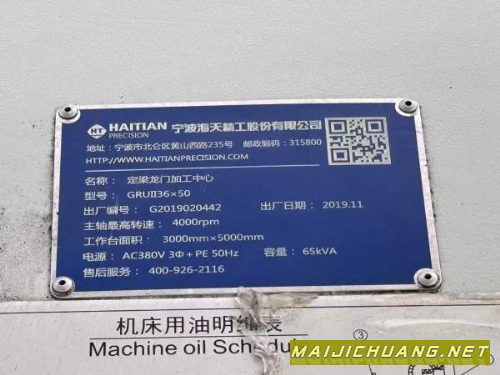 HT HAITIAN PRECISION 宁波海天精工股份有限公司
地址: 宁波市北仑区黄山西路235号 邮政编码: 315800
HTTP://WWW.HAITIANPRECISION.COM
名称: 定梁龙门加工中心
型号: GRUII36×50
出厂编号: G2019020442 出厂日期: 2019.11
主轴最高转速: 4000rpm
工作台面积: 3000mm×5000mm
电源: AC380V 3Φ+PE 50Hz 容量: 65kVA
售后服务: 400-926-2116
机床用油明细表
Machine oil Schedul
③
MAIJICHUANG.NET